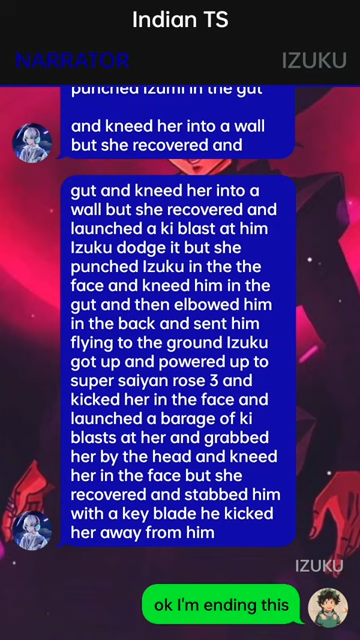 Indian TS
NARRATOR
IZUKU
punched Izumi in the gut
and kneed her into a wall
but she recovered and
gut and kneed her into a
wall but she recovered and
launched a ki blast at him
Izuku dodge it but she
punched Izuku in the the
face and kneed him in the
gut and then elbowed him
in the back and sent him
flying to the ground Izuku
got up and powered up to
super saiyan rose 3 and
kicked her in the face and
launched a barage of ki
blasts at her and grabbed
her by the head and kneed
her in the face but she
recovered and stabbed him
with a key blade he kicked
her away from him
IZUKU
ok I'm ending this